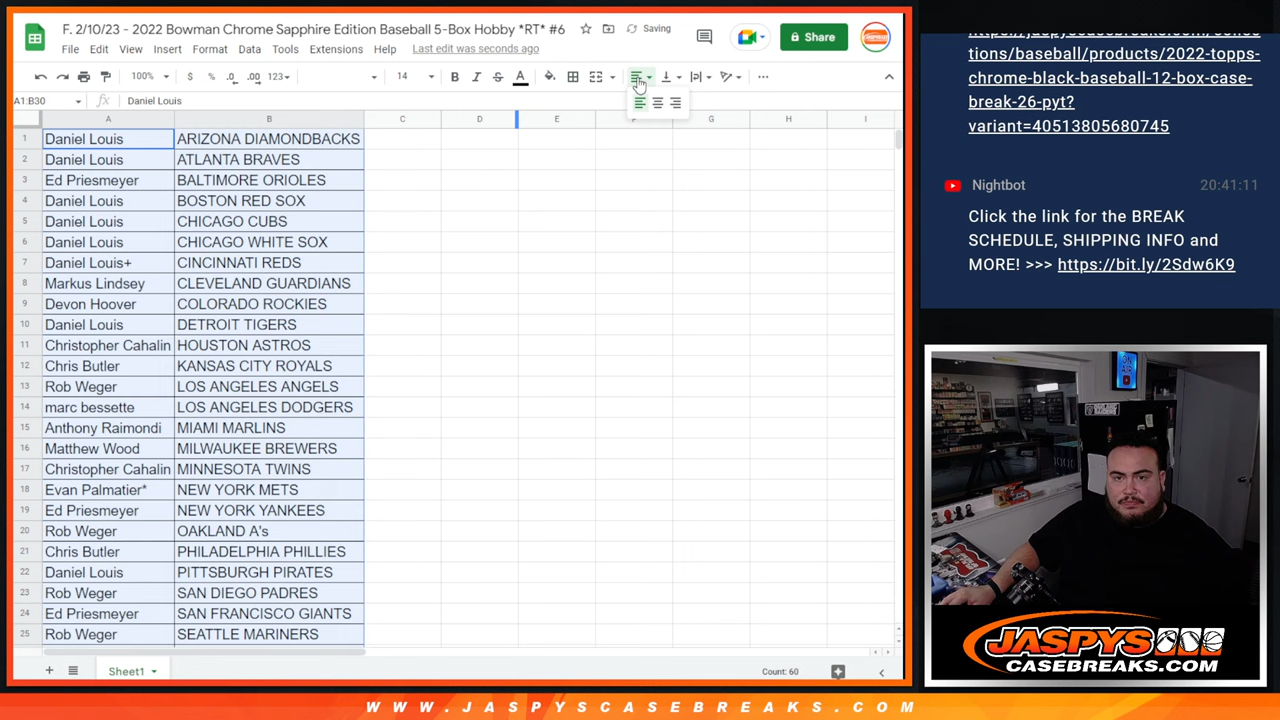 F. 2/10/23 - 2022 Bowman Chrome Sapphire Edition Baseball 5-Box Hobby *RT* #6
Saving
Share
File Edit View Insert Format Data Tools Extensions Help Last edit was seconds ago
100% $ % .0 .00 123 14 B I S A
A1:B30 fx Daniel Louis
A B C D E F G H I
1 Daniel Louis ARIZONA DIAMONDBACKS
2 Daniel Louis ATLANTA BRAVES
3 Ed Priesmeyer BALTIMORE ORIOLES
4 Daniel Louis BOSTON RED SOX
5 Daniel Louis CHICAGO CUBS
6 Daniel Louis CHICAGO WHITE SOX
7 Daniel Louis+ CINCINNATI REDS
8 Markus Lindsey CLEVELAND GUARDIANS
9 Devon Hoover COLORADO ROCKIES
10 Daniel Louis DETROIT TIGERS
11 Christopher Cahalin HOUSTON ASTROS
12 Chris Butler KANSAS CITY ROYALS
13 Rob Weger LOS ANGELES ANGELS
14 marc bessette LOS ANGELES DODGERS
15 Anthony Raimondi MIAMI MARLINS
16 Matthew Wood MILWAUKEE BREWERS
17 Christopher Cahalin MINNESOTA TWINS
18 Evan Palmatier* NEW YORK METS
19 Ed Priesmeyer NEW YORK YANKEES
20 Rob Weger OAKLAND A's
21 Chris Butler PHILADELPHIA PHILLIES
22 Daniel Louis PITTSBURGH PIRATES
23 Rob Weger SAN DIEGO PADRES
24 Ed Priesmeyer SAN FRANCISCO GIANTS
25 Rob Weger SEATTLE MARINERS
Sheet1
Count: 60
https://jaspyscasebreaks.com/collec
tions/baseball/products/2022-topps-
chrome-black-baseball-12-box-case-
break-26-pyt?
variant=40513805680745
Nightbot 20:41:11
Click the link for the BREAK
SCHEDULE, SHIPPING INFO and
MORE! >>> https://bit.ly/2Sdw6K9
ON
AIR
JASPYS
CASEBREAKS.COM
WWW.JASPYSCASEBREAKS.COM